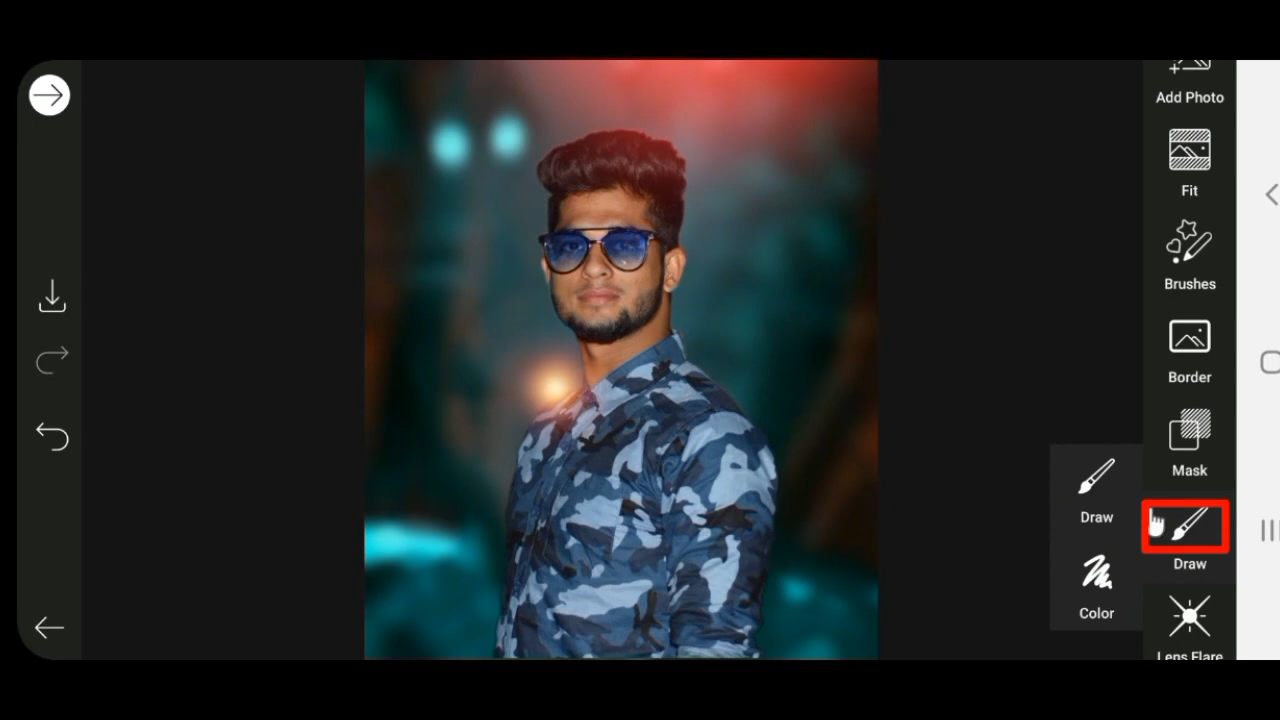 Add Photo
Fit
Brushes
Border
Mask
Draw
Draw
Color
Lens Flare